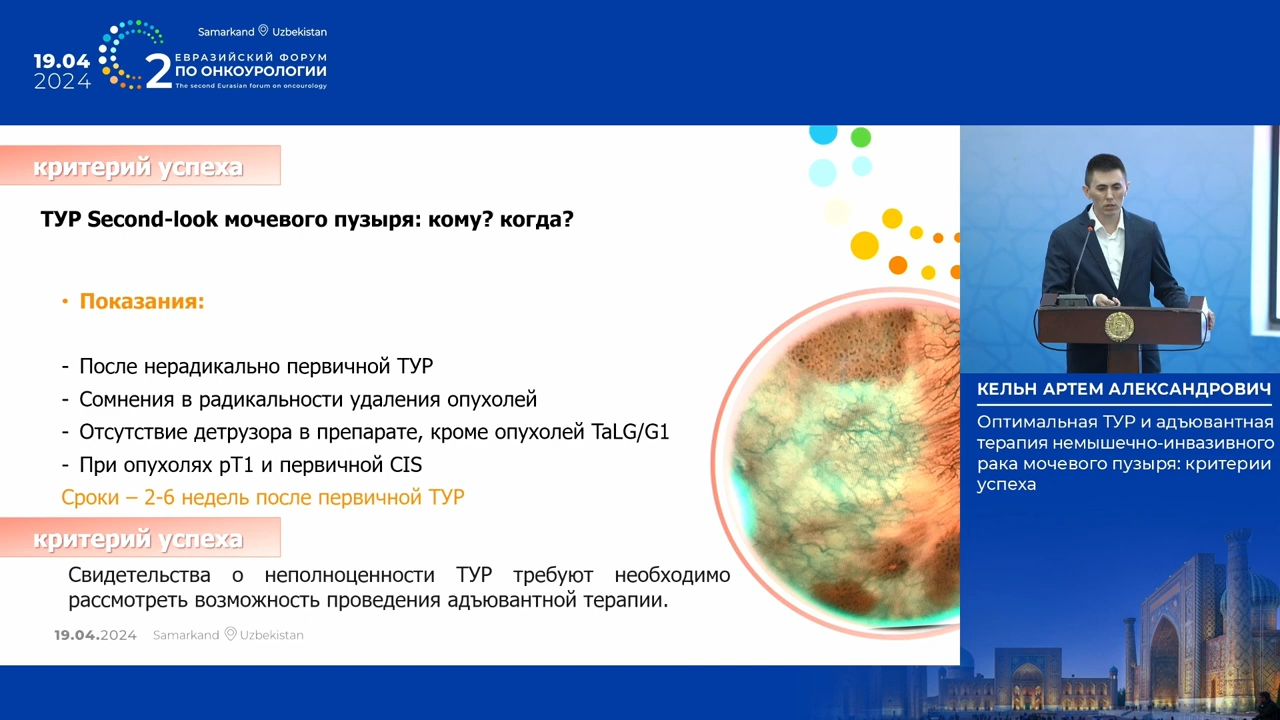 Samarkand Uzbekistan
19.04
2024
2
ЕВРАЗИЙСКИЙ ФОРУМ
ПО ОНКОУРОЛОГИИ
The second Eurasian forum on oncourology
критерий успеха
ТУР Second-look мочевого пузыря: кому? когда?
• Показания:
- После нерадикально первичной ТУР
- Сомнения в радикальности удаления опухолей
- Отсутствие детрузора в препарате, кроме опухолей TaLG/G1
- При опухолях pT1 и первичной CIS
Сроки – 2-6 недель после первичной ТУР
критерий успеха
Свидетельства о неполноценности ТУР требуют необходимо
рассмотреть возможность проведения адъювантной терапии.
19.04.2024 Samarkand Uzbekistan
КЕЛЬН АРТЕМ АЛЕКСАНДРОВИЧ
Оптимальная ТУР и адъювантная
терапия немышечно-инвазивного
рака мочевого пузыря: критерии
успеха